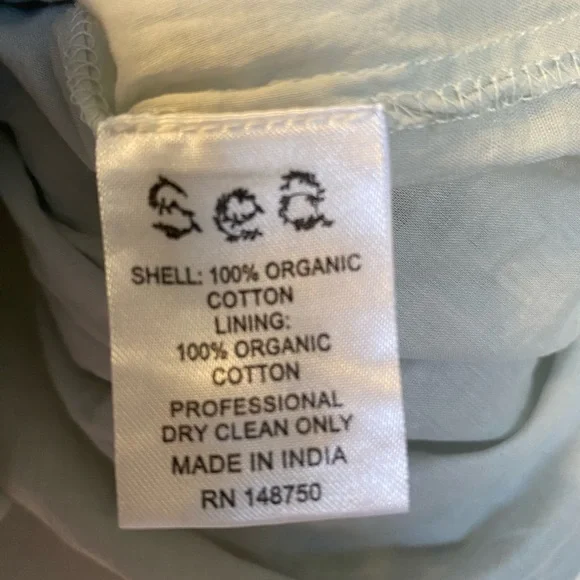 Sea
SHELL: 100% ORGANIC
COTTON
LINING:
100% ORGANIC
COTTON
PROFESSIONAL
DRY CLEAN ONLY
MADE IN INDIA
RN 148750